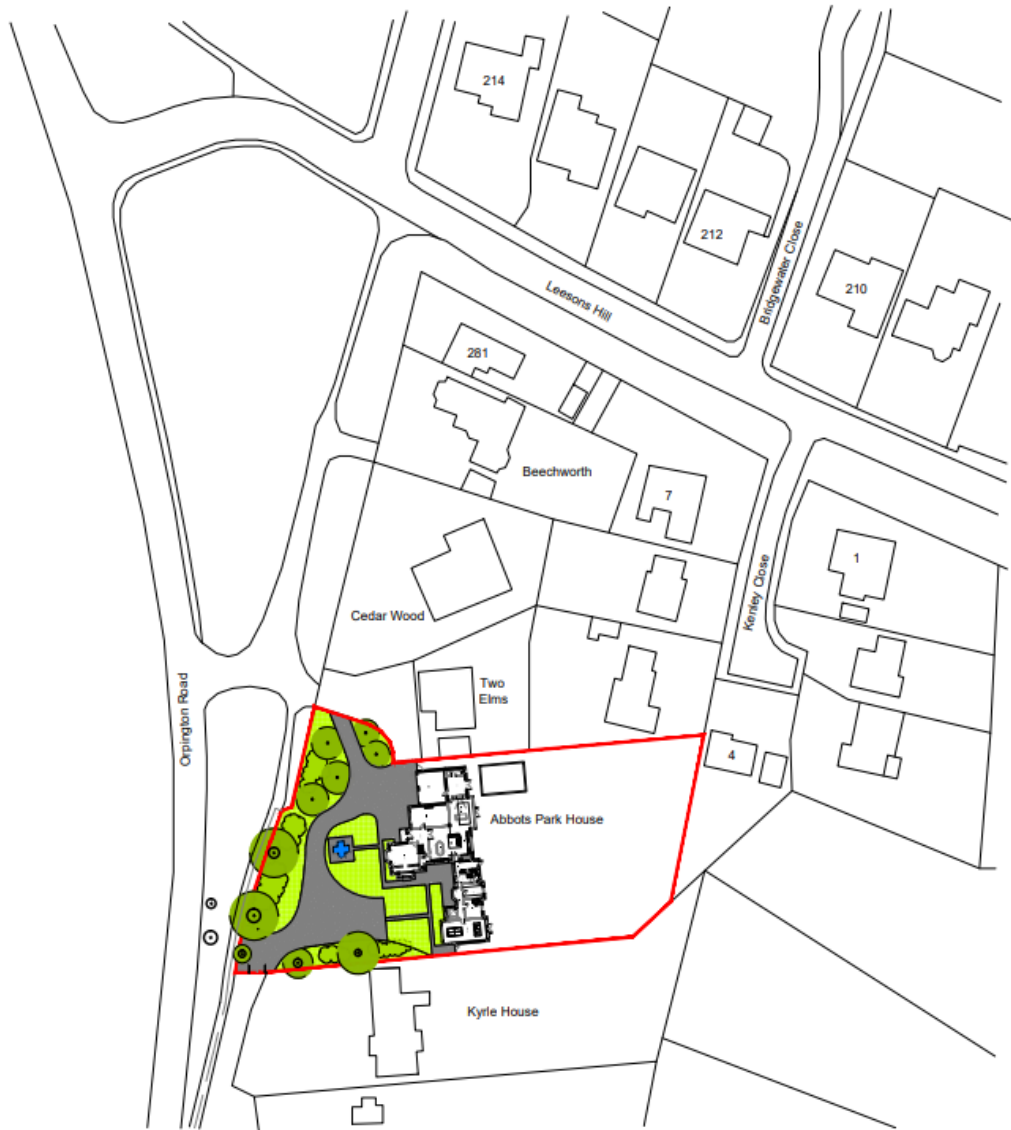 214
212
Bridgewater Close
210
Leesons Hill
281
Beechworth
7
1
Kenley Close
Cedar Wood
Orpington Road
Two
Elms
4
Abbots Park House
Kyrle House